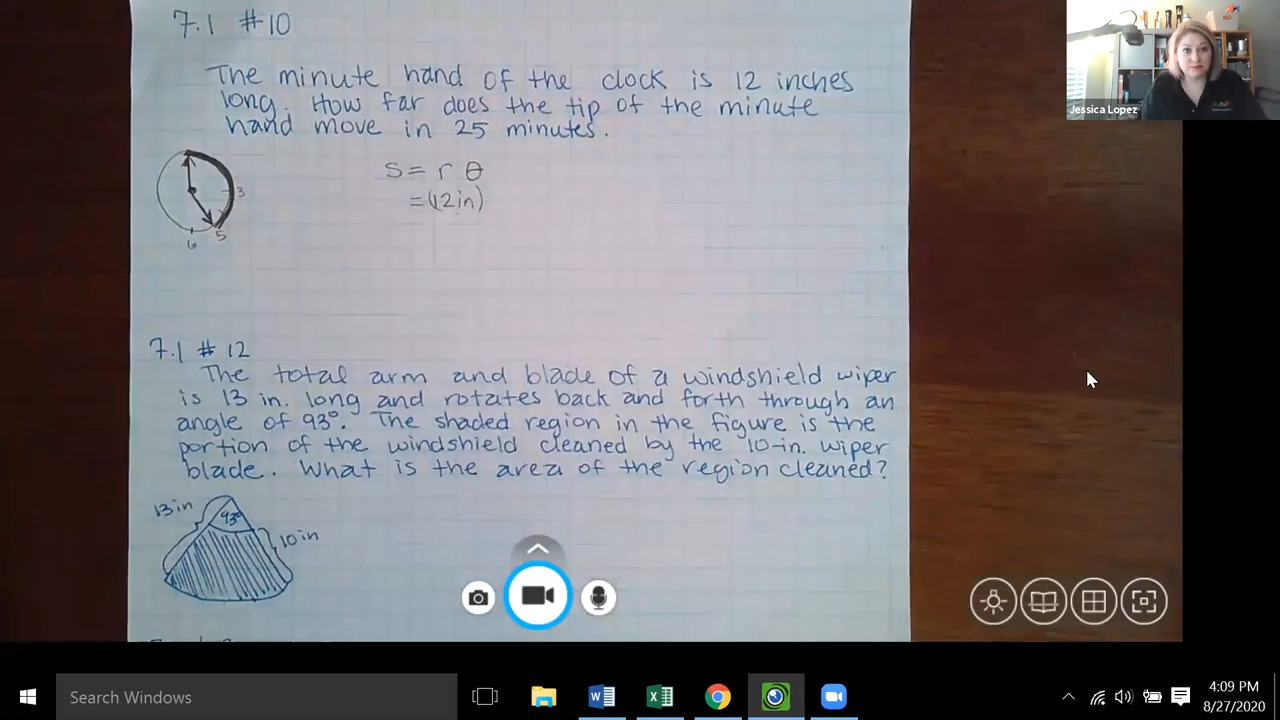 7.1 #10
The minute hand of the clock is 12 inches
long. How far does the tip of the minute
hand move in 25 minutes.
S = r θ
= (12in)
3
5
6
7.1 #12
The total arm and blade of a windshield wiper
is 13 in. long and rotates back and forth through an
angle of 93°. The shaded region in the figure is the
portion of the windshield cleaned by the 10-in. wiper
blade. What is the area of the region cleaned?
13 in
93°
10 in
Jessica Lopez
Search Windows
4:09 PM
8/27/2020